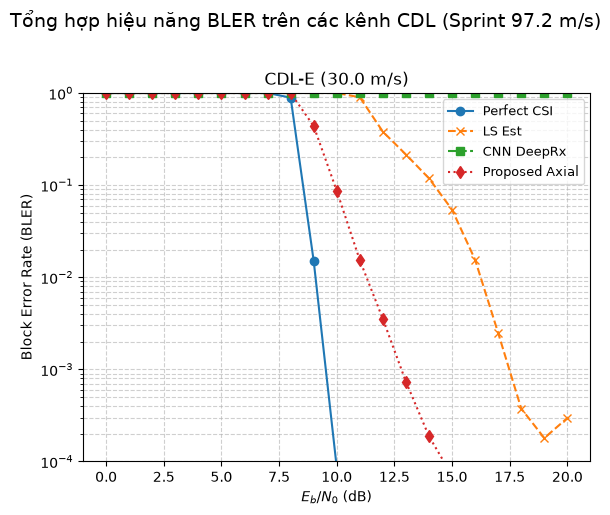 Tổng hợp hiệu năng BLER trên các kênh CDL (Sprint 97.2 m/s)
CDL-E (30.0 m/s)
Perfect CSI
LS Est
CNN DeepRx
Proposed Axial
Block Error Rate (BLER)
10⁰
10⁻¹
10⁻²
10⁻³
10⁻⁴
0.0 2.5 5.0 7.5 10.0 12.5 15.0 17.5 20.0
E_b/N_0 (dB)